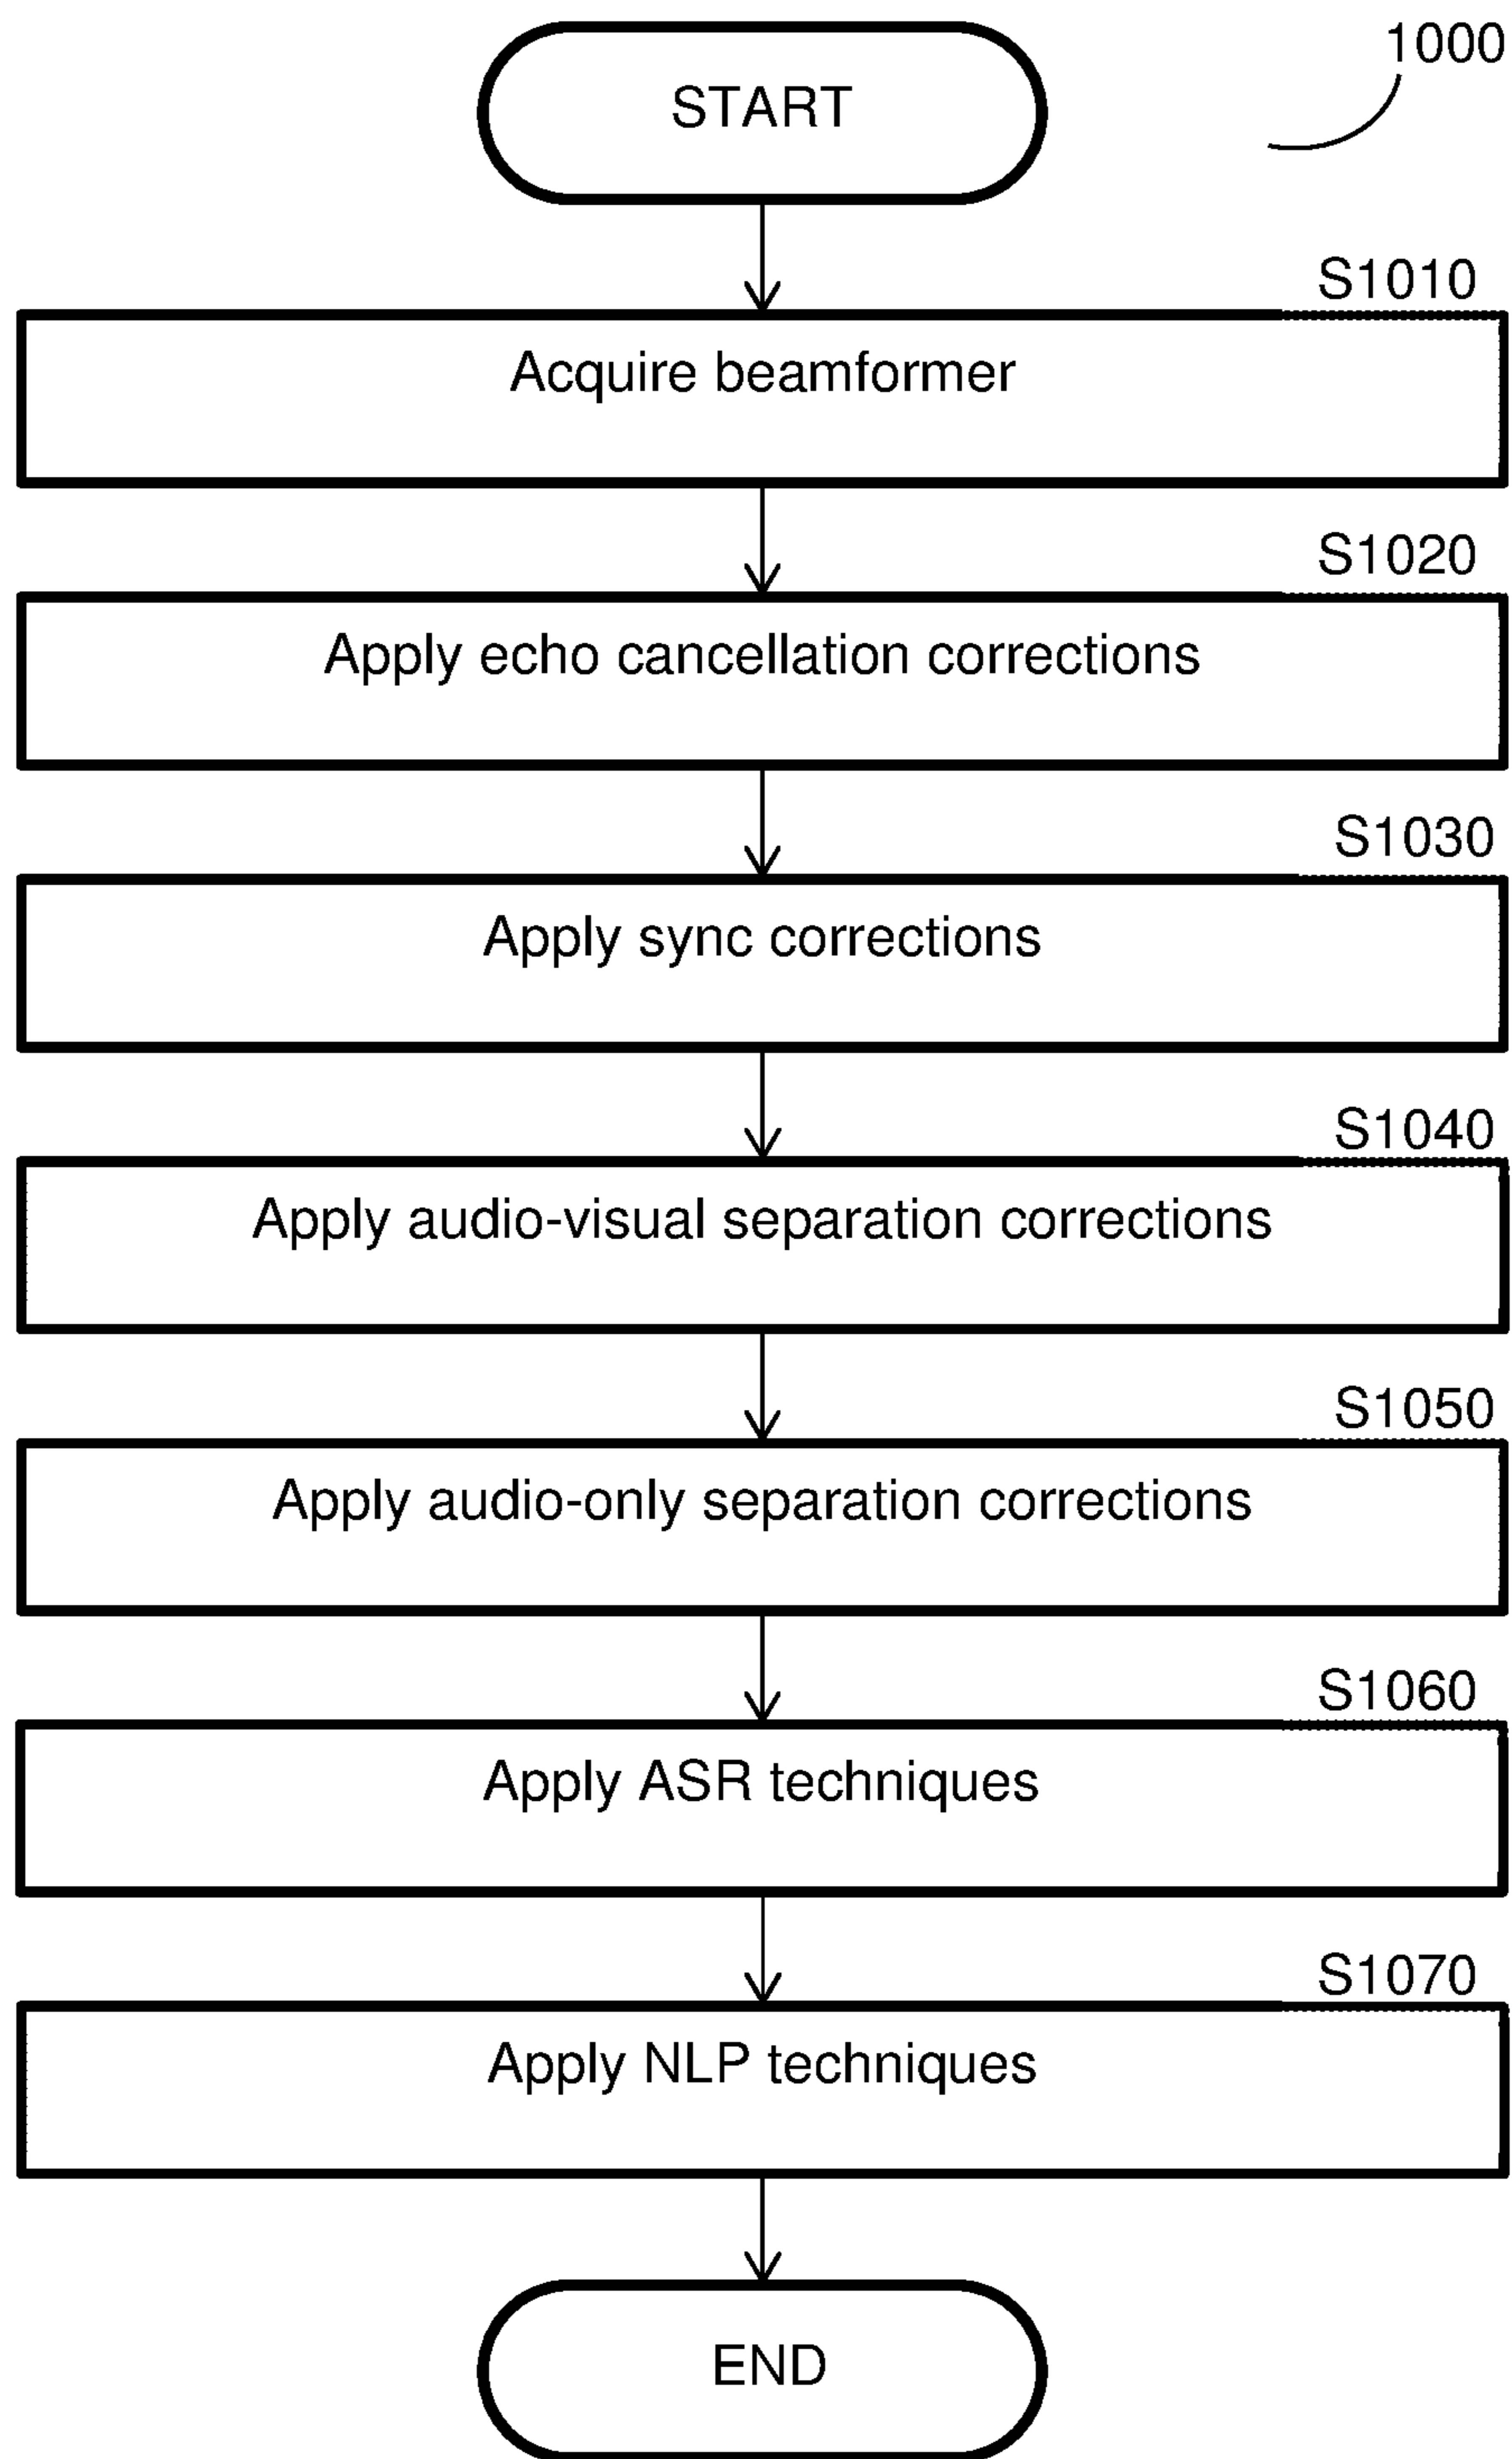 1000
START
S1010
Acquire beamformer
S1020
Apply echo cancellation corrections
S1030
Apply sync corrections
S1040
Apply audio-visual separation corrections
S1050
Apply audio-only separation corrections
S1060
Apply ASR techniques
S1070
Apply NLP techniques
END